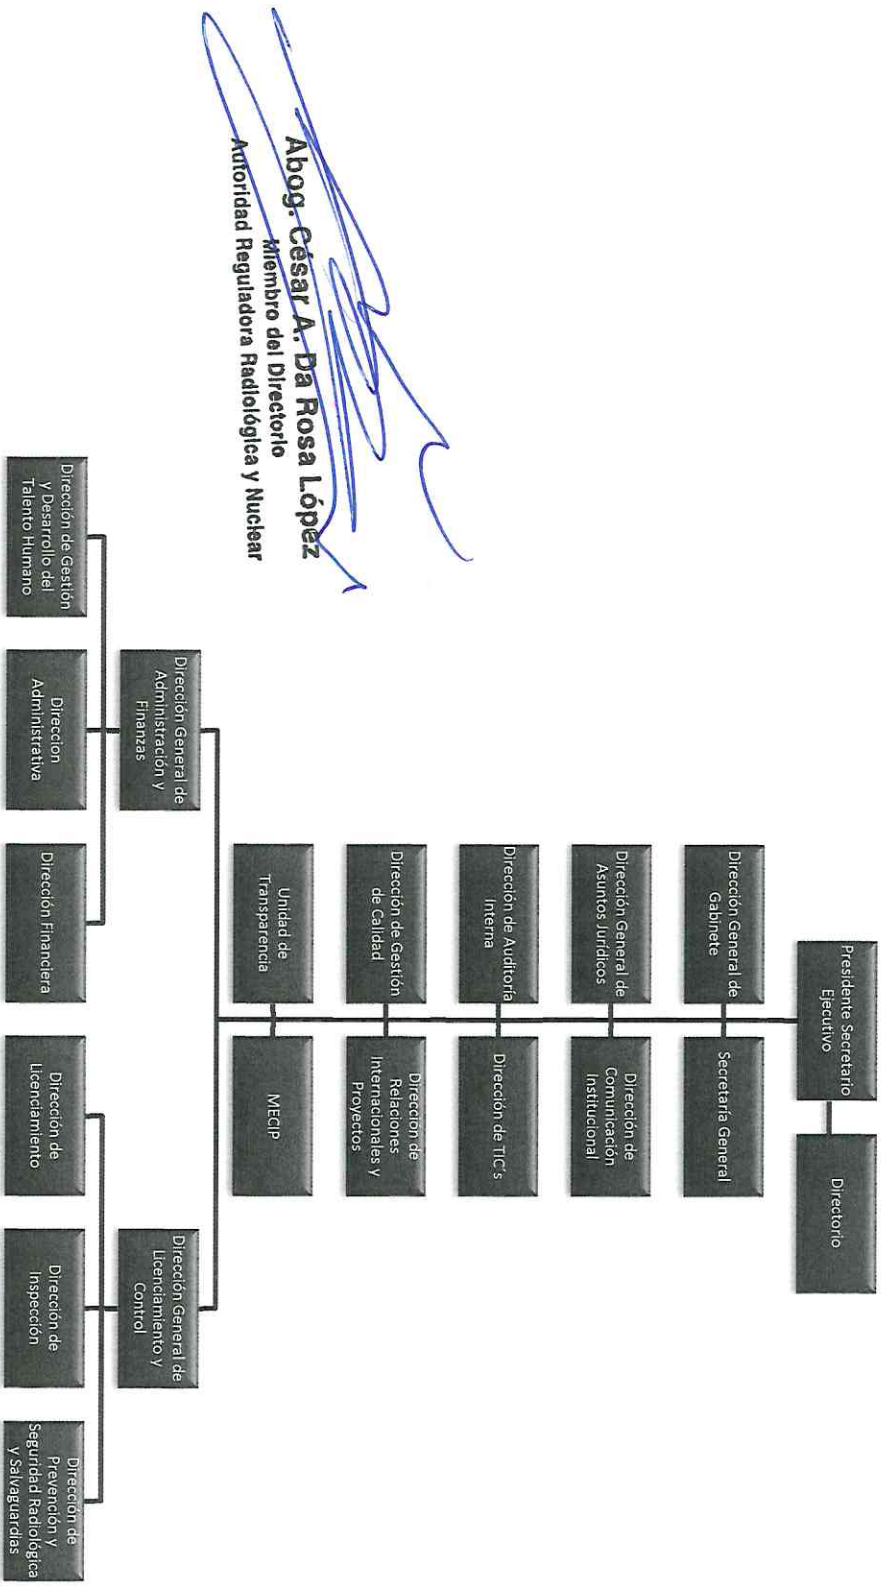 Presidente Secretario
Ejecutivo
Directorio
Dirección General de
Gabinete
Secretaría General
Dirección General de
Asuntos Jurídicos
Dirección de
Comunicación
Institucional
Dirección de Auditoría
Interna
Dirección de TIC's
Dirección de Gestión
de Calidad
Dirección de
Relaciones
Internacionales y
Proyectos
Unidad de
Transparencia
MECIP
Dirección General de
Administración y
Finanzas
Dirección General de
Licenciamiento y
Control
Dirección de Gestión
y Desarrollo del
Talento Humano
Direccion
Administrativa
Dirección Financiera
Dirección de
Licenciamiento
Dirección de
Inspección
Dirección de
Prevención y
Seguridad Radiológica
y Salvaguardias
Abog. César A. Da Rosa López
Miembro del Directorio
Autoridad Reguladora Radiológica y Nuclear